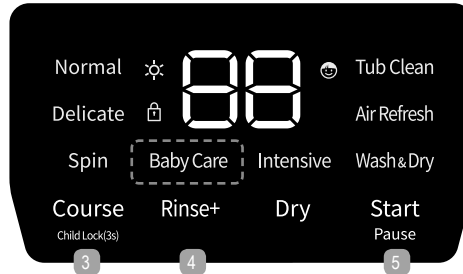 Normal 88 Tub Clean
Delicate Air Refresh
Spin Baby Care Intensive Wash&Dry
Course Rinse+ Dry Start
Child Lock(3s) Pause
3 4 5